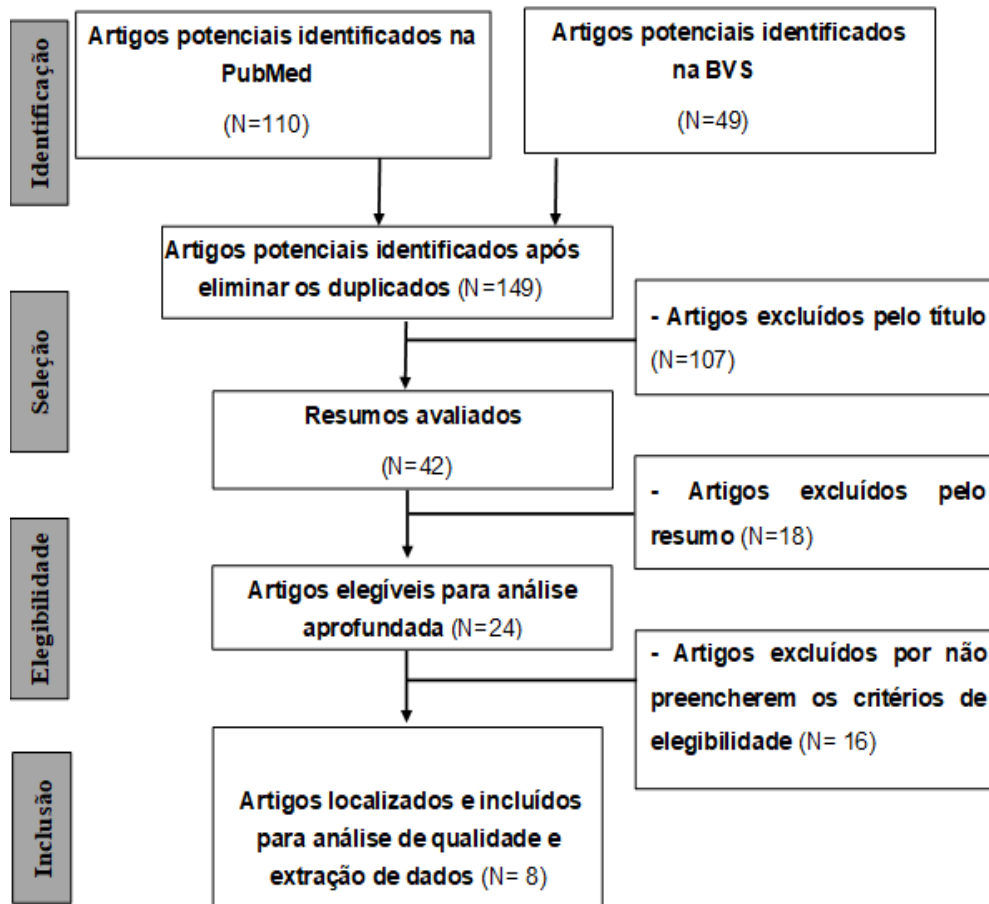 Identificação
Artigos potenciais identificados na
PubMed
(N=110)
Artigos potenciais identificados
na BVS
(N=49)
Artigos potenciais identificados após
eliminar os duplicados (N=149)
Seleção
- Artigos excluídos pelo título
(N=107)
Resumos avaliados
(N=42)
- Artigos excluídos pelo
resumo (N=18)
Elegibilidade
Artigos elegíveis para análise
aprofundada (N=24)
- Artigos excluídos por não
preencherem os critérios de
elegibilidade (N= 16)
Inclusão
Artigos localizados e incluídos
para análise de qualidade e
extração de dados (N= 8)